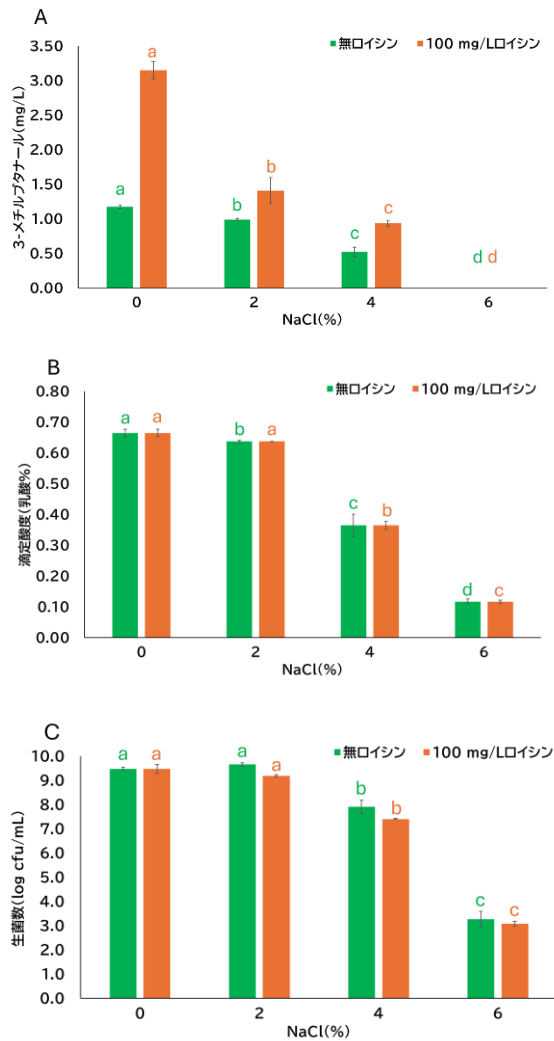 A
無ロイシン 100 mg/Lロイシン
3-メチルブタナール(mg/L)
3.50
3.00
2.50
2.00
1.50
1.00
0.50
0.00
a a
b b
c c
d d
0 2 4 6
NaCl(%)
B
無ロイシン 100 mg/Lロイシン
滴定酸度(乳酸%)
0.80
0.70
0.60
0.50
0.40
0.30
0.20
0.10
0.00
a a
b a
c b
d c
0 2 4 6
NaCl(%)
C
無ロイシン 100 mg/Lロイシン
生菌数(log cfu/mL)
10.0
9.0
8.0
7.0
6.0
5.0
4.0
3.0
2.0
1.0
0.0
a a
a a
b b
c c
0 2 4 6
NaCl(%)